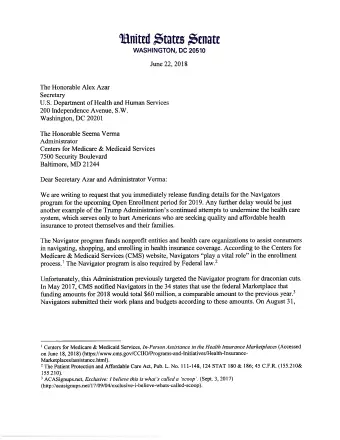 United States Senate
WASHINGTON, DC 20510
June 22, 2018
The Honorable Alex Azar
Secretary
U.S. Department of Health and Human Services
200 Independence Avenue, S.W.
Washington, DC 20201
The Honorable Seema Verma
Administrator
Centers for Medicare & Medicaid Services
7500 Security Boulevard
Baltimore, MD 21244
Dear Secretary Azar and Administrator Verma:
We are writing to request that you immediately release funding details for the Navigators
program for the upcoming Open Enrollment period for 2019. Any further delay would be just
another example of the Trump Administration's continued attempts to undermine the health care
system, which serves only to hurt Americans who are seeking quality and affordable health
insurance to protect themselves and their families.
The Navigator program funds nonprofit entities and health care organizations to assist consumers
in navigating, shopping, and enrolling in health insurance coverage. According to the Centers for
Medicare & Medicaid Services (CMS) website, Navigators "play a vital role" in the enrollment
process.1 The Navigator program is also required by Federal law.2
Unfortunately, this Administration previously targeted the Navigator program for draconian cuts.
In May 2017, CMS notified Navigators in the 34 states that use the federal Marketplace that
funding amounts for 2018 would total $60 million, a comparable amount to the previous year.3
Navigators submitted their work plans and budgets according to these amounts. On August 31,
1 Centers for Medicare & Medicaid Services, In-Person Assistance in the Health Insurance Marketplaces (Accessed
on June 18, 2018) (https://www.cms.gov/CCIIO/Programs-and-Initiatives/Health-Insurance-
Marketplaces/assistance.html).
2 The Patient Protection and Affordable Care Act, Pub. L. No. 111-148, 124 STAT 180 & 186; 45 C.F.R. (155.210&
155.210).
3 ACASignups.net, Exclusive: I believe this is what's called a 'scoop'. (Sept. 3, 2017)
(http://acasignups.net/17/09/04/exclusive-i-believe-whats-called-scoop).